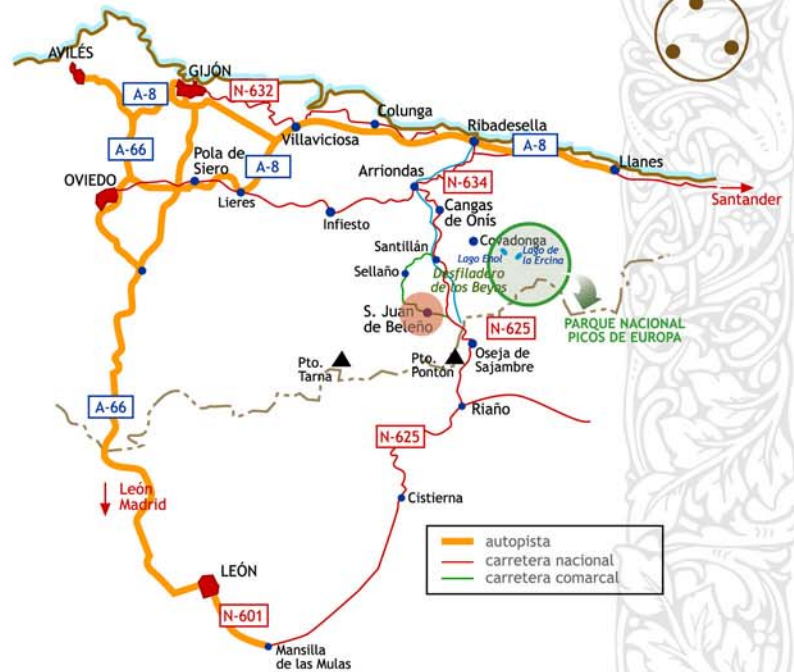 AVILÉS
GIJÓN
A-8
N-632
Colunga
Villaviciosa
Ribadesella
A-8
Llanes
Santander
A-66
Pola de
Siero
A-8
Lieres
OVIEDO
Arriondas
N-634
Infiesto
Cangas
de Onís
Covadonga
Santillán
Lago Enol
Lago de
la Ercina
Sellaño
Desfiladero
de los Beyos
S. Juan
de Beleño
N-625
PARQUE NACIONAL
PICOS DE EUROPA
Pto.
Tarna
Pto.
Pontón
Oseja de
Sajambre
A-66
Riaño
N-625
León
Madrid
Cistierna
LEÓN
N-601
Mansilla
de las Mulas
autopista
carretera nacional
carretera comarcal